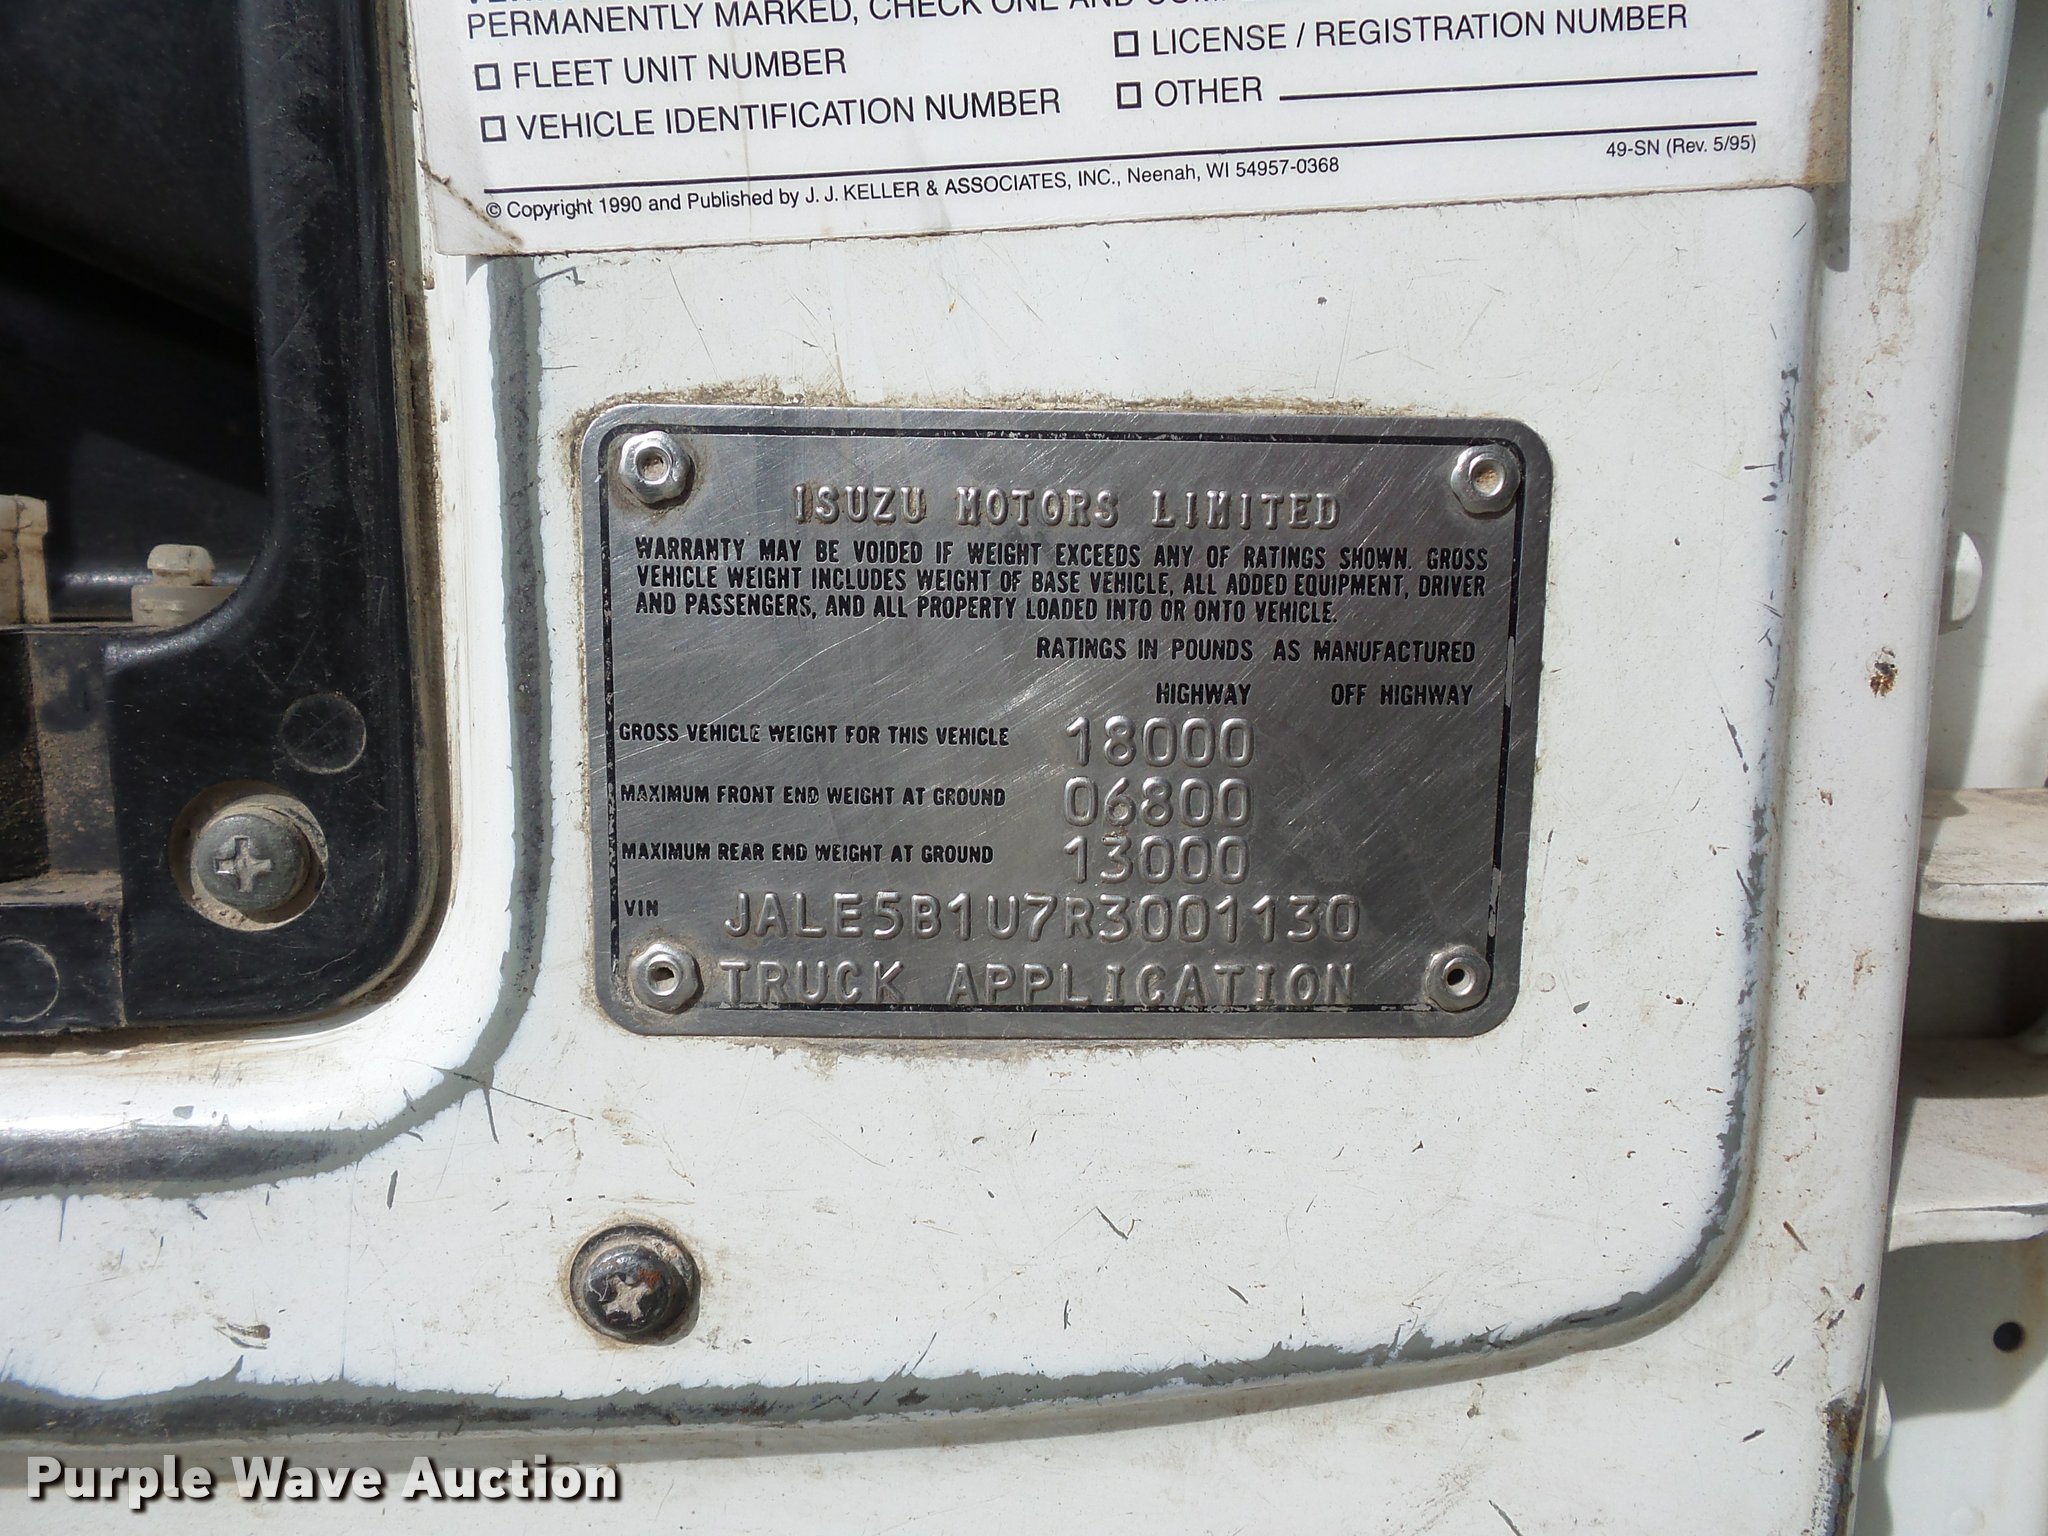 PERMANENTLY MARKED, CHECK ONE AND
☐ FLEET UNIT NUMBER
☐ LICENSE / REGISTRATION NUMBER
☐ VEHICLE IDENTIFICATION NUMBER
☐ OTHER
49-SN (Rev. 5/95)
© Copyright 1990 and Published by J. J. KELLER & ASSOCIATES, INC., Neenah, WI 54957-0368
ISUZU MOTORS LIMITED
WARRANTY MAY BE VOIDED IF WEIGHT EXCEEDS ANY OF RATINGS SHOWN. GROSS
VEHICLE WEIGHT INCLUDES WEIGHT OF BASE VEHICLE, ALL ADDED EQUIPMENT, DRIVER
AND PASSENGERS, AND ALL PROPERTY LOADED INTO OR ONTO VEHICLE.
RATINGS IN POUNDS AS MANUFACTURED
HIGHWAY OFF HIGHWAY
GROSS VEHICLE WEIGHT FOR THIS VEHICLE 18000
MAXIMUM FRONT END WEIGHT AT GROUND 06800
MAXIMUM REAR END WEIGHT AT GROUND 13000
VIN JALE5B1U7R3001130
TRUCK APPLICATION
Purple Wave Auction